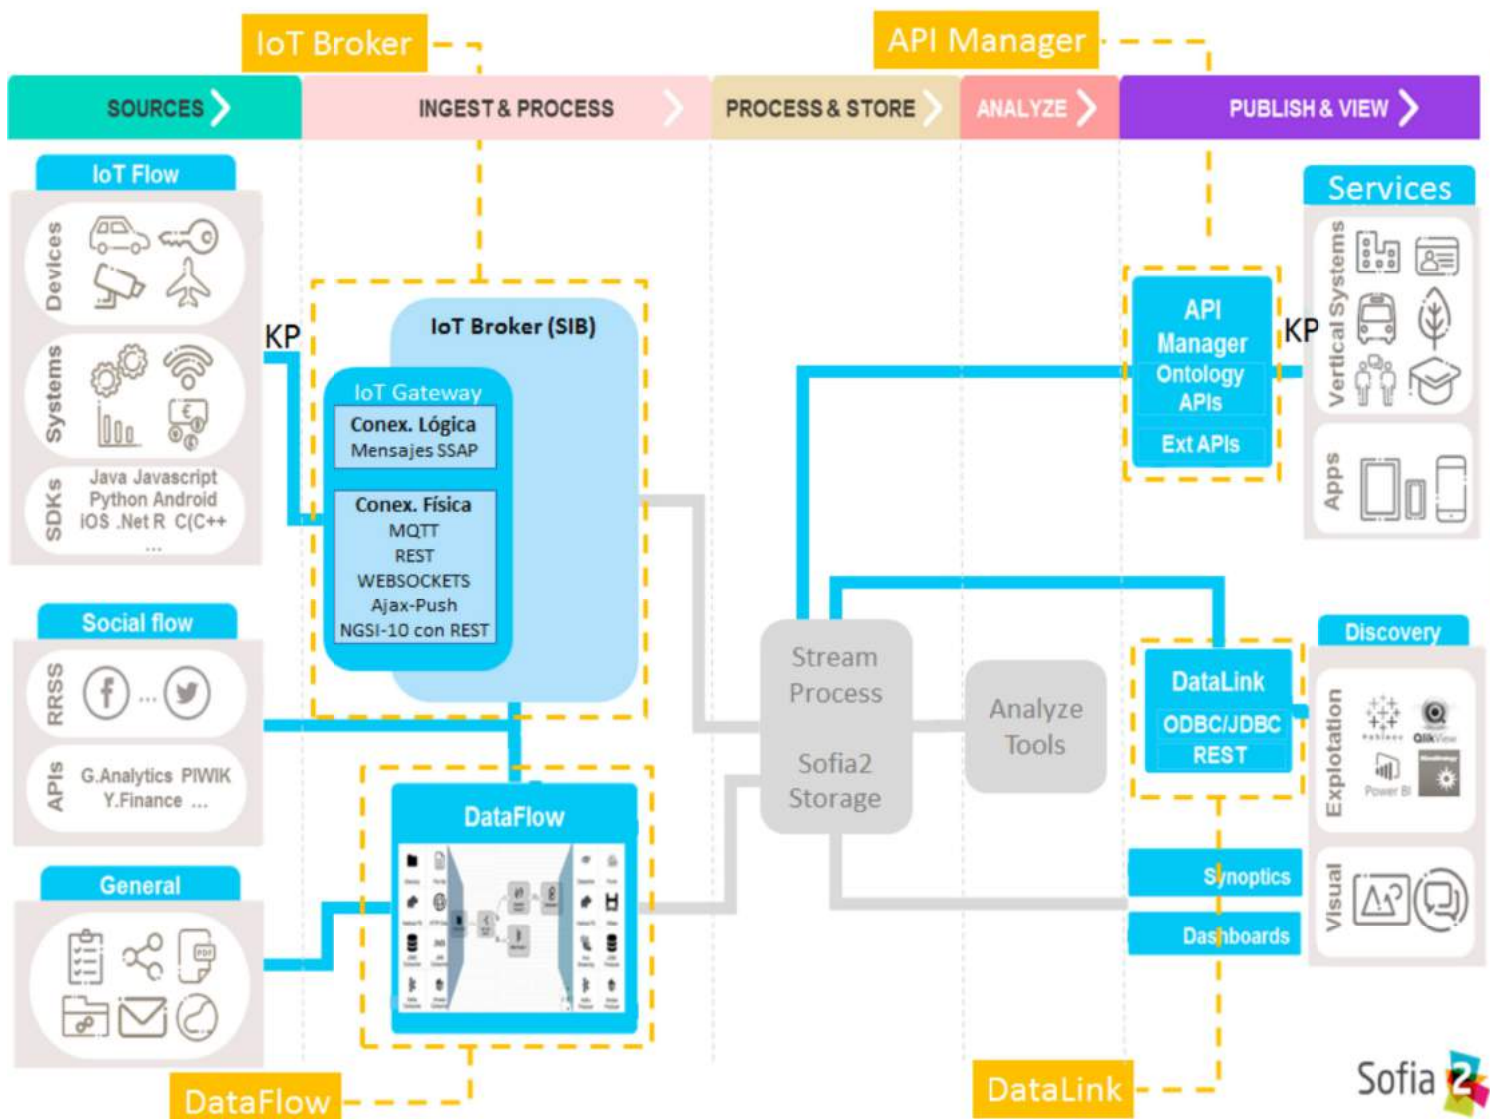 IoT Broker
API Manager
SOURCES
INGEST & PROCESS
PROCESS & STORE
ANALYZE
PUBLISH & VIEW
IoT Flow
Devices
Systems
SDKs
Java Javascript
Python Android
iOS .Net R C(C++
...
KP
IoT Broker (SIB)
IoT Gateway
Conex. Lógica
Mensajes SSAP
Conex. Física
MQTT
REST
WEBSOCKETS
Ajax-Push
NGSI-10 con REST
API
Manager
Ontology
APIs
Ext APIs
KP
Services
Vertical Systems
Apps
Social flow
RRSS
...
APIs
G.Analytics PIWIK
Y.Finance ...
General
PDF
DataFlow
Stream
Process
Sofia2
Storage
Analyze
Tools
DataLink
ODBC/JDBC
REST
Synoptics
Dashboards
Discovery
Explotation
QlikView
Power BI
Visual
DataFlow
DataLink
Sofia 2